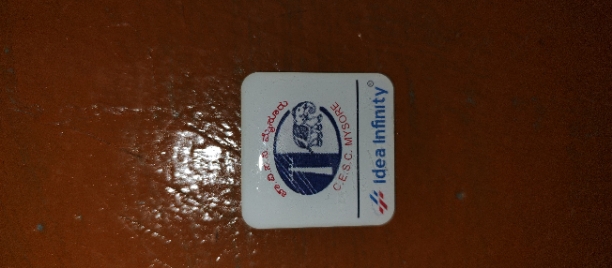 ಚಾ.ವಿ.ಸ.ನಿ. ಮೈಸೂರು
C.E.S.C. MYSORE
Idea Infinity